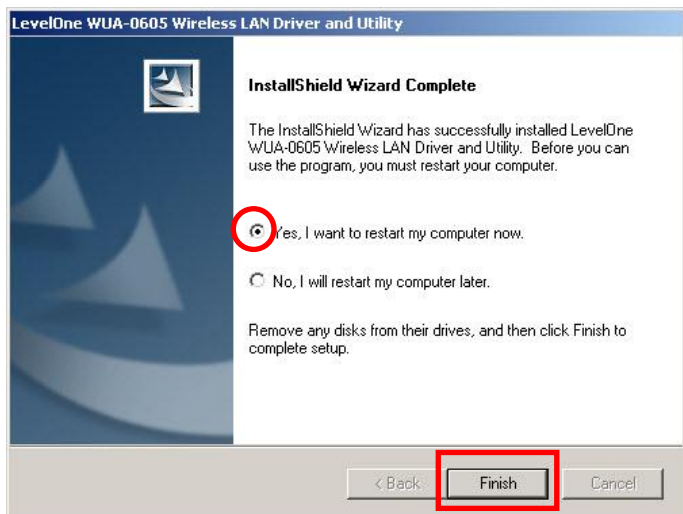 LevelOne WUA-0605 Wireless LAN Driver and Utility
InstallShield Wizard Complete
The InstallShield Wizard has successfully installed LevelOne
WUA-0605 Wireless LAN Driver and Utility. Before you can
use the program, you must restart your computer.
Yes, I want to restart my computer now.
No, I will restart my computer later.
Remove any disks from their drives, and then click Finish to
complete setup.
< Back
Finish
Cancel